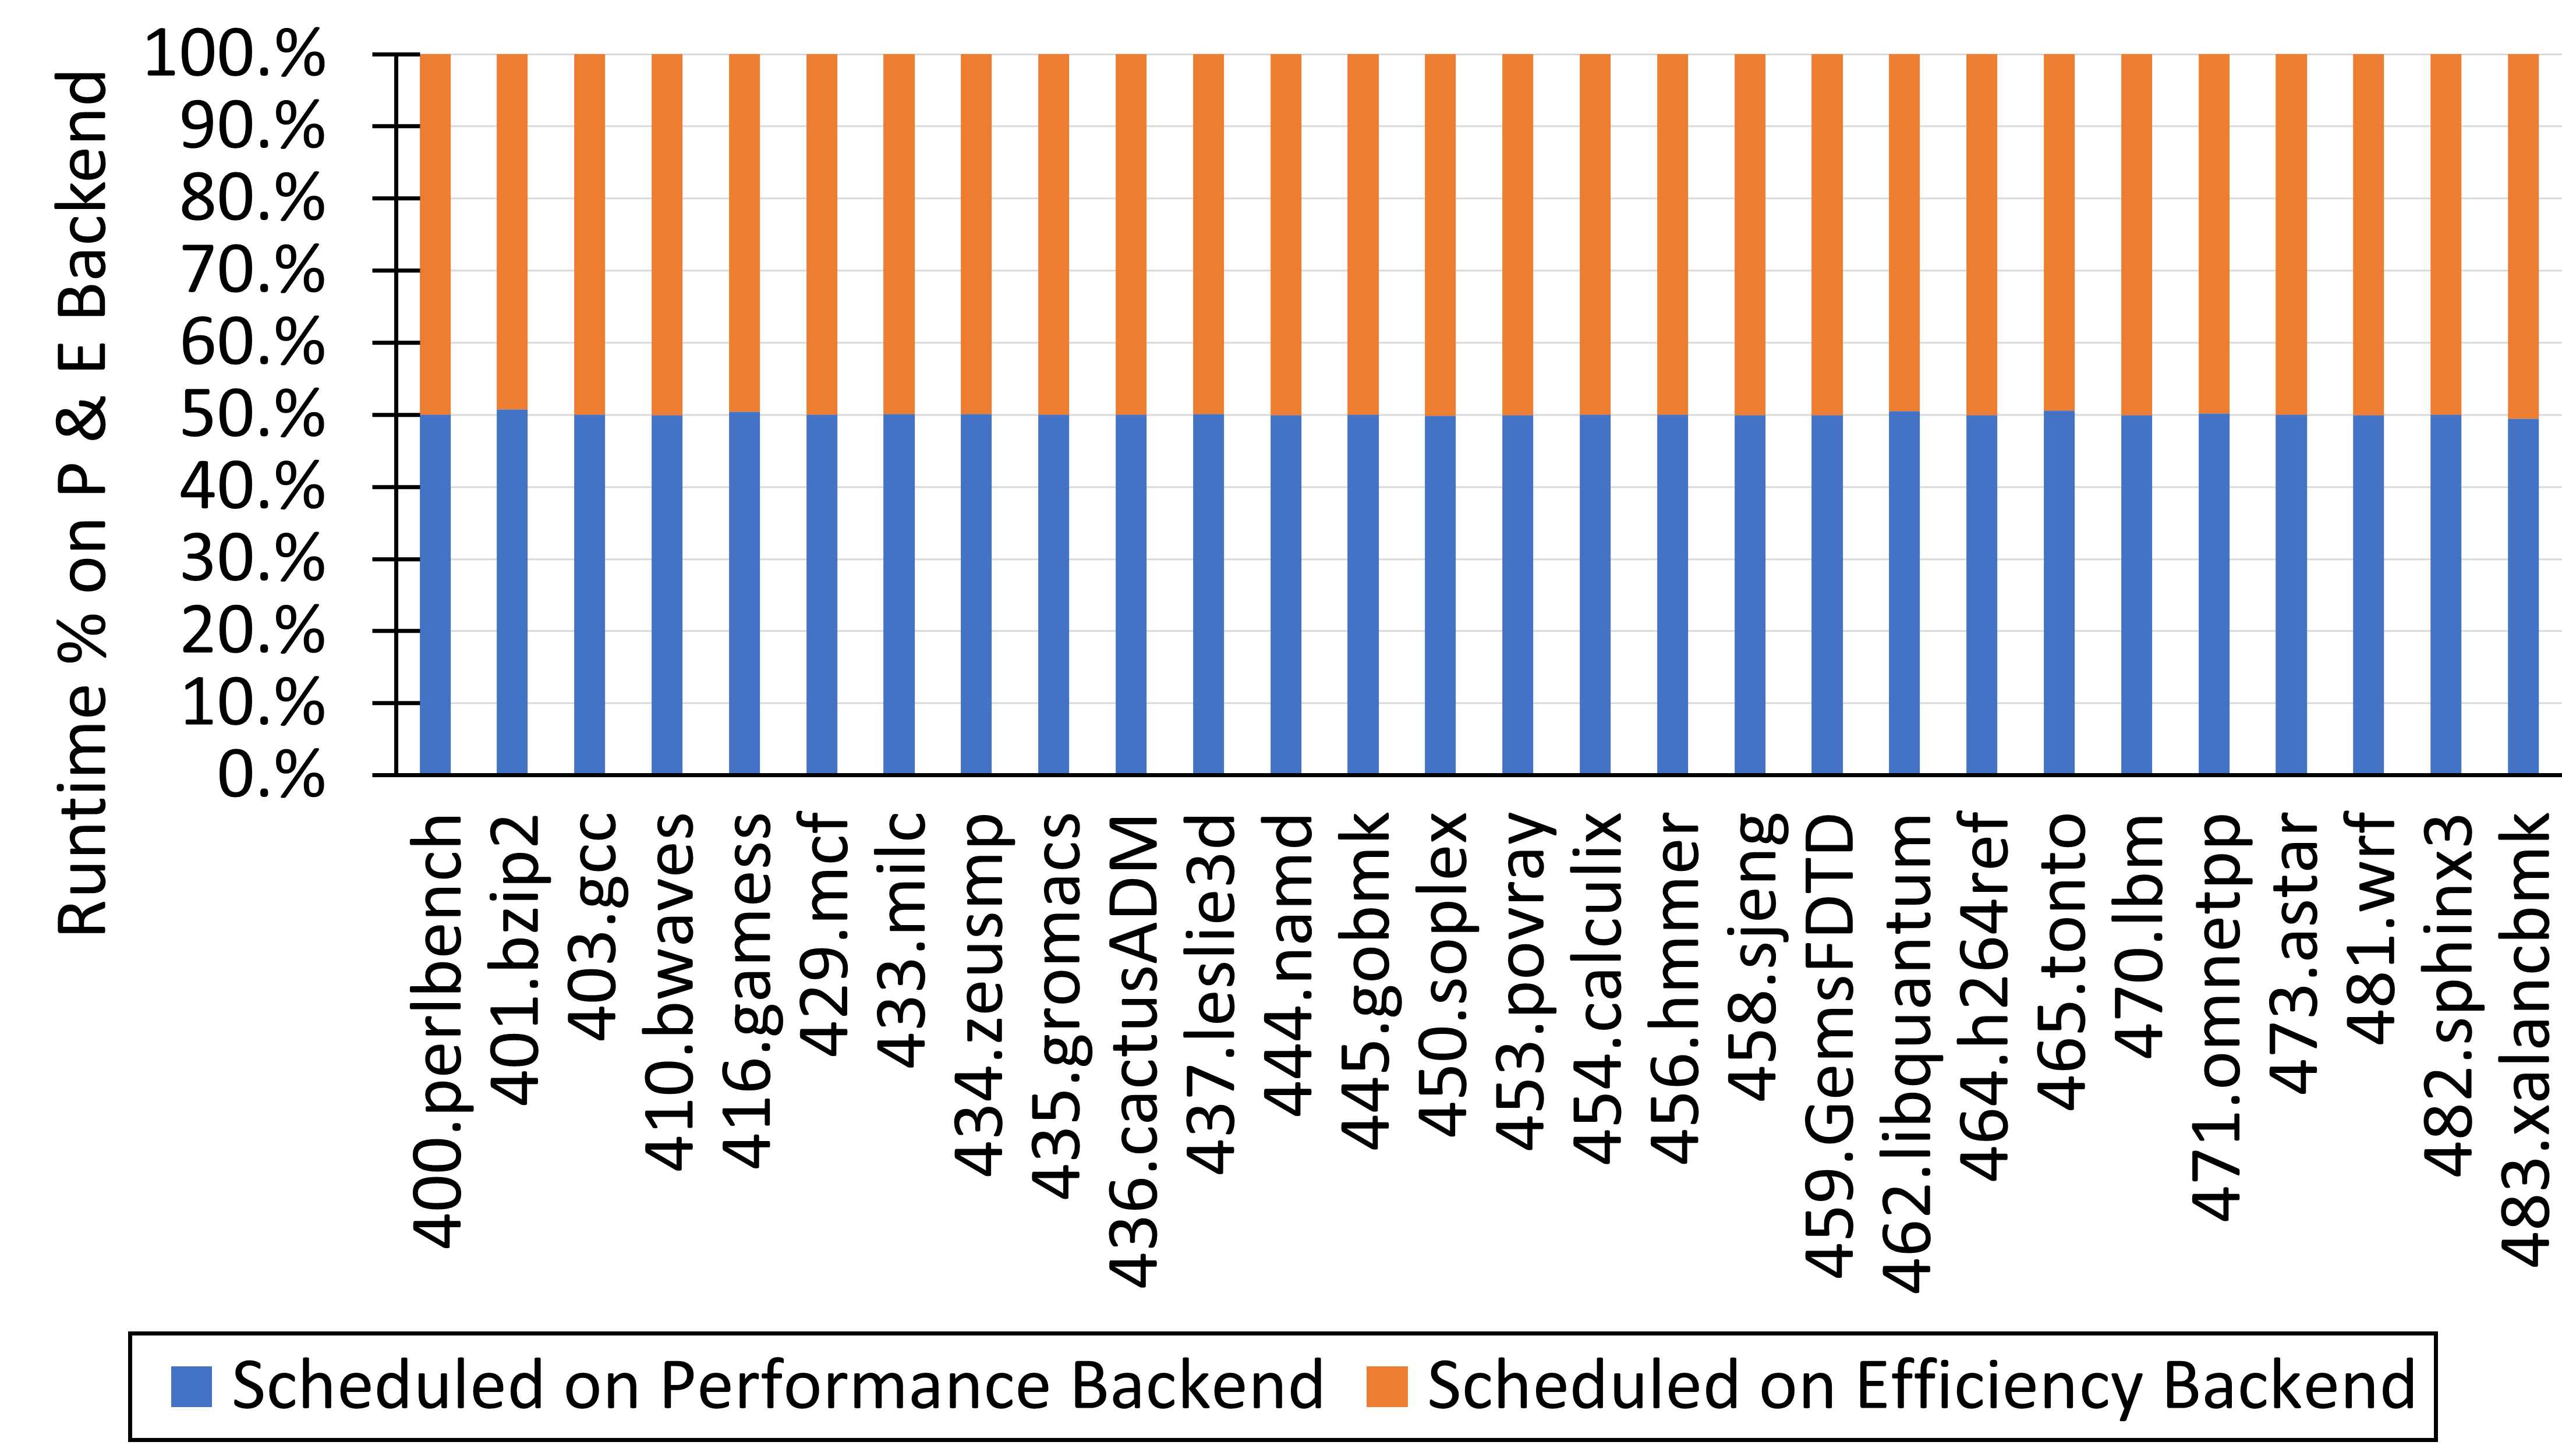 Runtime % on P & E Backend
100.%
90.%
80.%
70.%
60.%
50.%
40.%
30.%
20.%
10.%
0.%
400.perlbench
401.bzip2
403.gcc
410.bwaves
416.gamess
429.mcf
433.milc
434.zeusmp
435.gromacs
436.cactusADM
437.leslie3d
444.namd
445.gobmk
450.soplex
453.povray
454.calculix
456.hmmer
458.sjeng
459.GemsFDTD
462.libquantum
464.h264ref
465.tonto
470.lbm
471.omnetpp
473.astar
481.wrf
482.sphinx3
483.xalancbmk
Scheduled on Performance Backend
Scheduled on Efficiency Backend